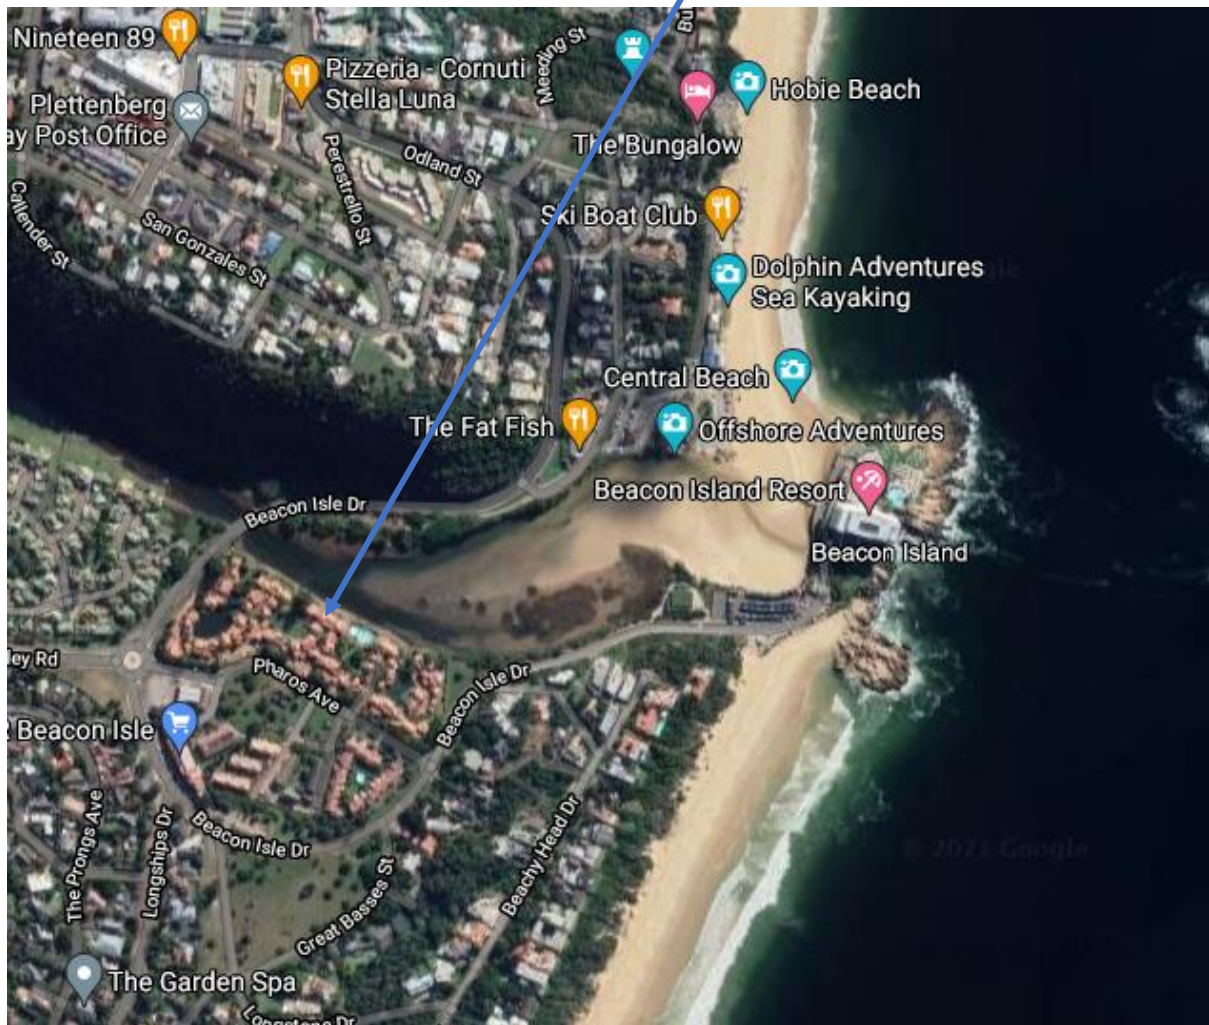 Nineteen 89
Pizzeria - Cornuti
Stella Luna
Meeding St
Bu
Hobie Beach
Plettenberg
ay Post Office
The Bungalow
Perestrello St
Odland St
Callender St
San Gonzales St
Ski Boat Club
Dolphin Adventures
Sea Kayaking
Central Beach
The Fat Fish
Offshore Adventures
Beacon Island Resort
Beacon Isle Dr
Beacon Island
ley Rd
Pharos Ave
Beacon Isle Dr
Beacon Isle
The Prongs Ave
Longships Dr
Beacon Isle Dr
Beachy Head Dr
Great Basses St
© 2021 Google
The Garden Spa
Longstone Dr